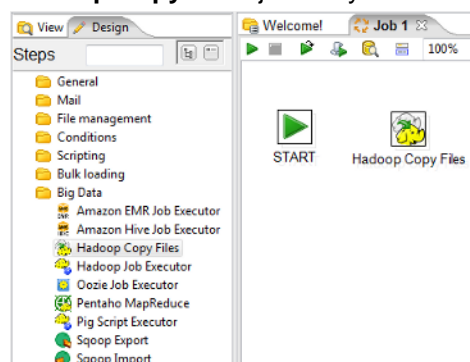 View Design
Welcome! Job 1
Steps
100%
General
Mail
File management
Conditions
Scripting
Bulk loading
Big Data
Amazon EMR Job Executor
Amazon Hive Job Executor
Hadoop Copy Files
Hadoop Job Executor
Oozie Job Executor
Pentaho MapReduce
Pig Script Executor
Sqoop Export
Sqoop Import
START
Hadoop Copy Files